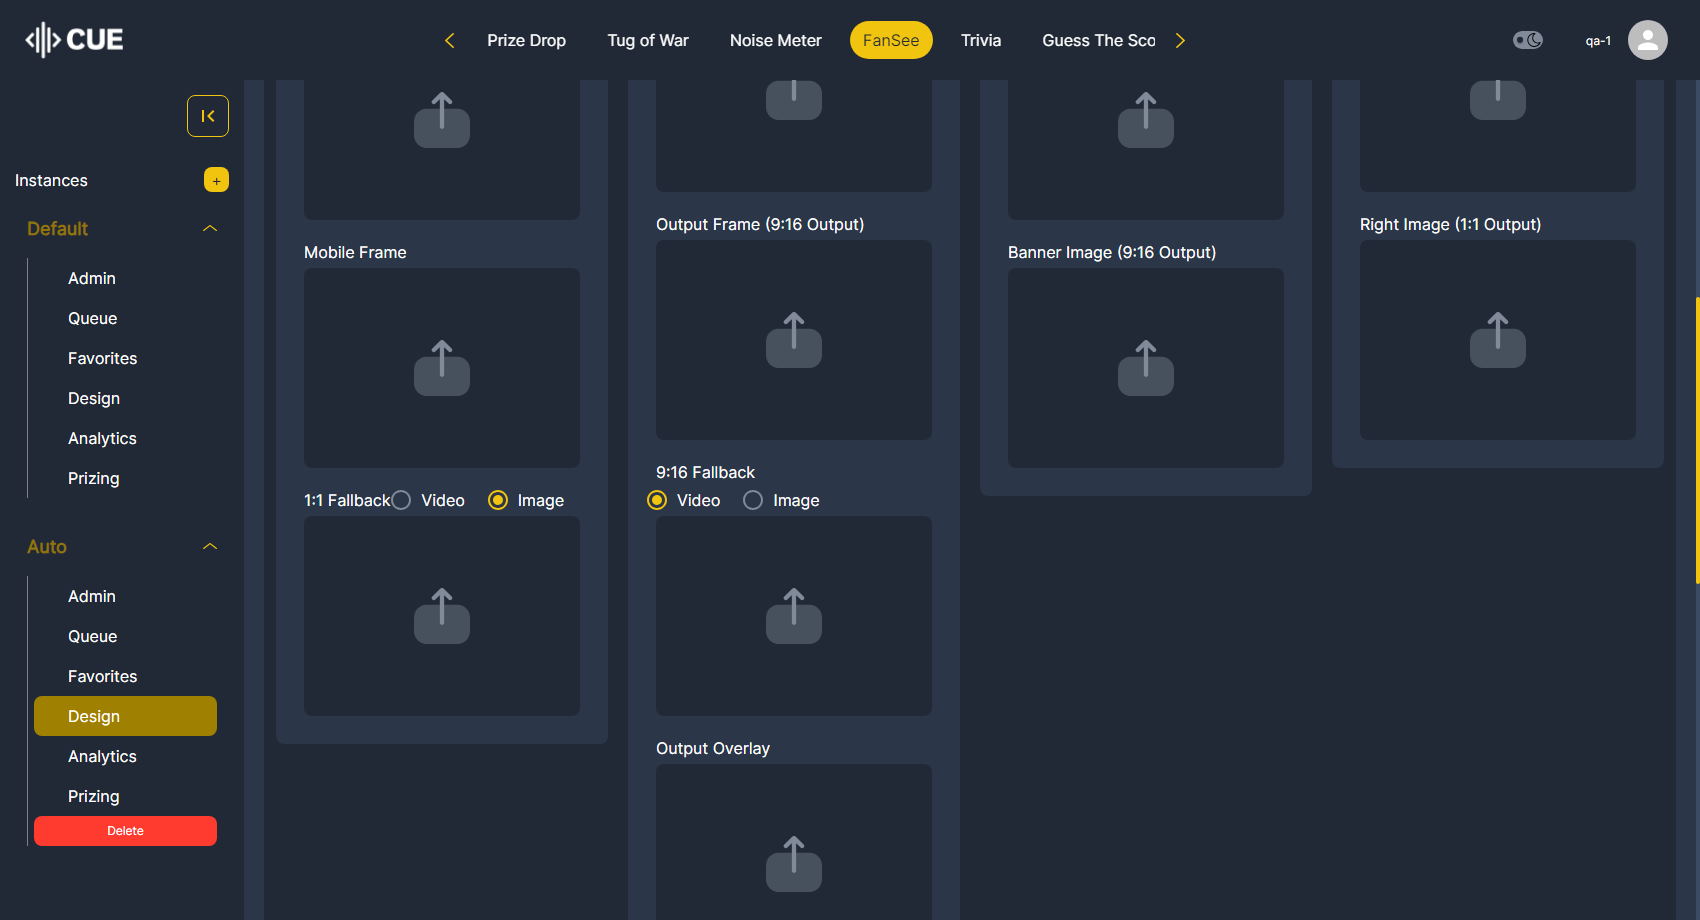 CUE
Prize Drop
Tug of War
Noise Meter
FanSee
Trivia
Guess The Sco
qa-1
Instances
+
Default
Admin
Queue
Favorites
Design
Analytics
Prizing
Auto
Admin
Queue
Favorites
Design
Analytics
Prizing
Delete
Mobile Frame
1:1 Fallback Video Image
Output Frame (9:16 Output)
9:16 Fallback
Video Image
Output Overlay
Banner Image (9:16 Output)
Right Image (1:1 Output)